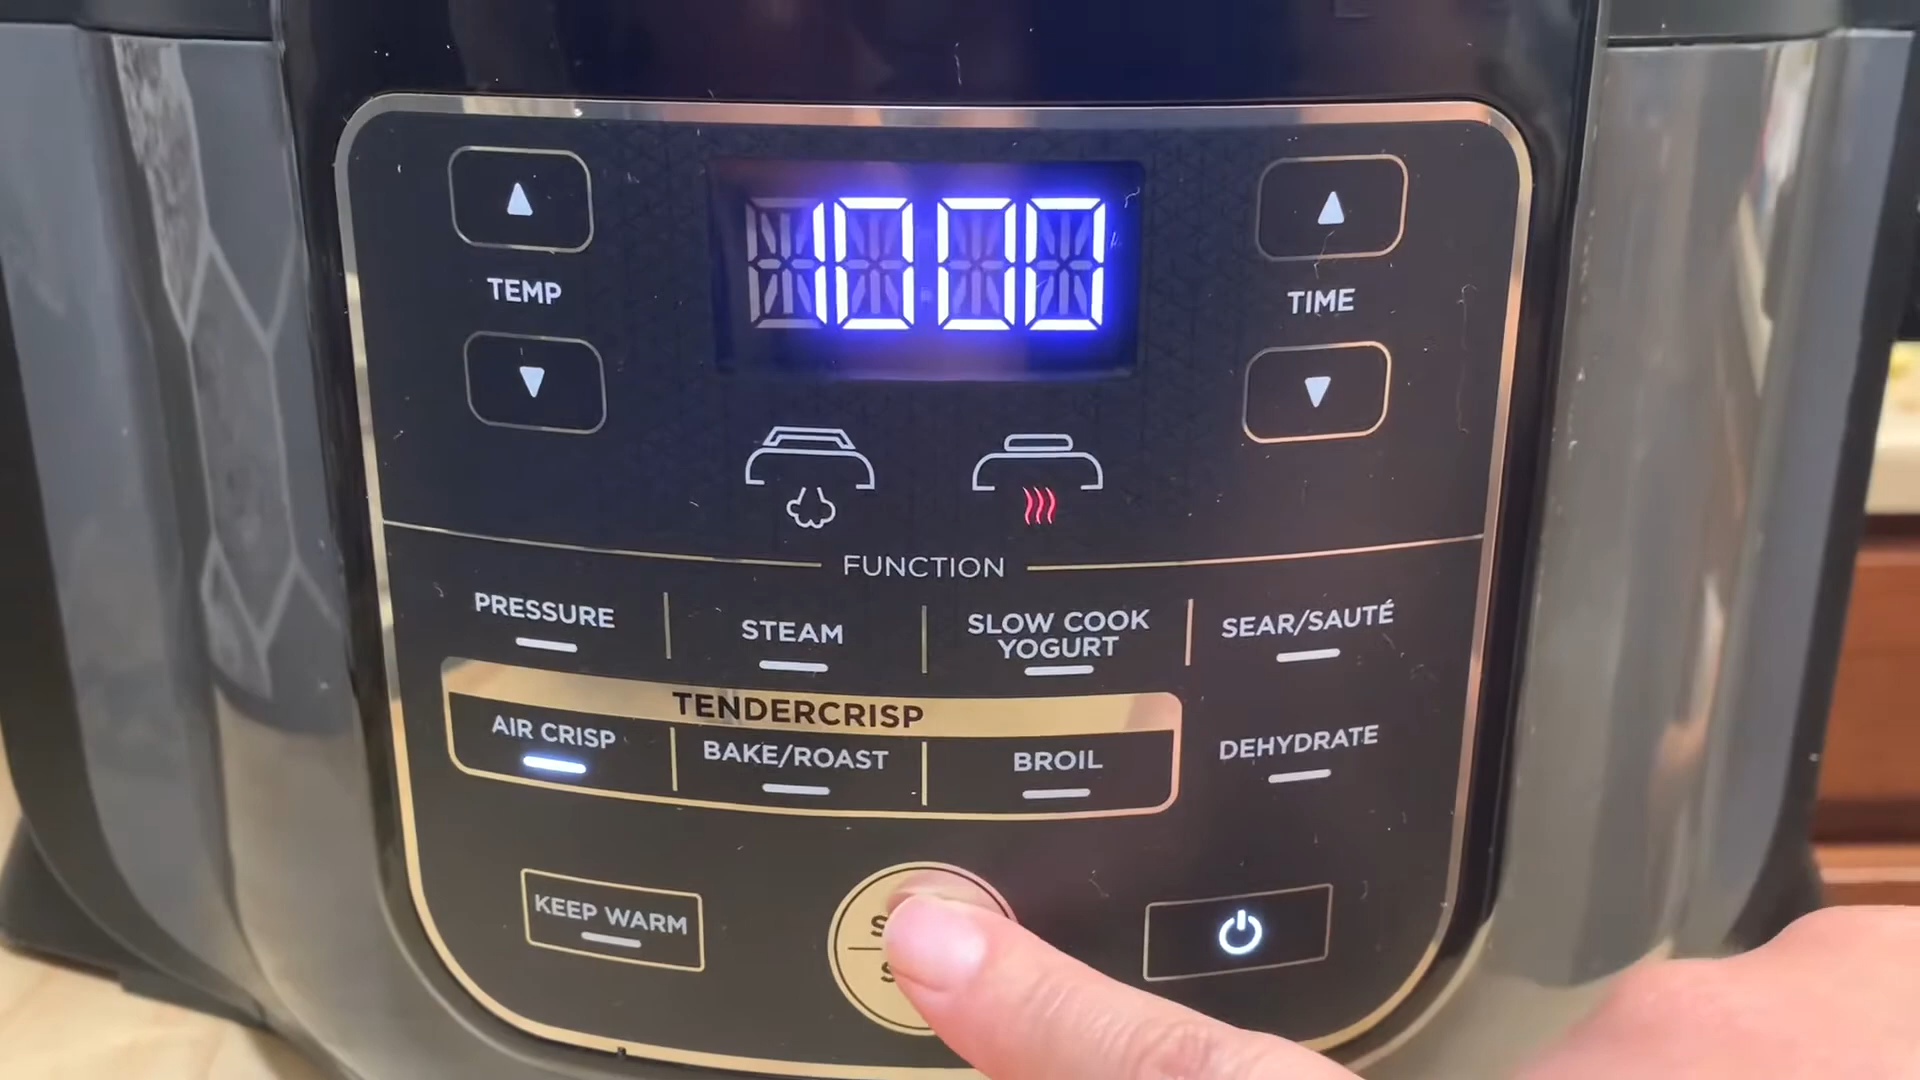 1000
TEMP
TIME
FUNCTION
PRESSURE
STEAM
SLOW COOK
YOGURT
SEAR/SAUTÉ
TENDERCRISP
AIR CRISP
BAKE/ROAST
BROIL
DEHYDRATE
KEEP WARM